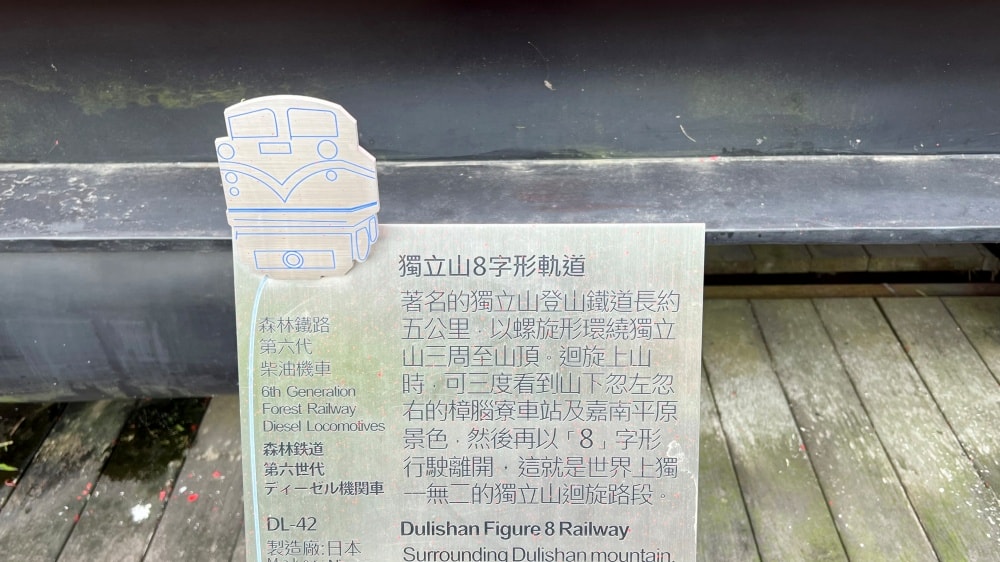 森林鐵路
第六代
柴油機車
6th Generation
Forest Railway
Diesel Locomotives
森林鉄道
第六世代
ディーゼル機関車
DL-42
製造廠:日本
獨立山8字形軌道
著名的獨立山登山鐵道長約
五公里，以螺旋形環繞獨立
山三周至山頂。迴旋上山
時，可三度看到山下忽左忽
右的樟腦寮車站及嘉南平原
景色，然後再以「8」字形
行駛離開，這就是世界上獨
一無二的獨立山迴旋路段。
Dulishan Figure 8 Railway
Surrounding Dulishan mountain,